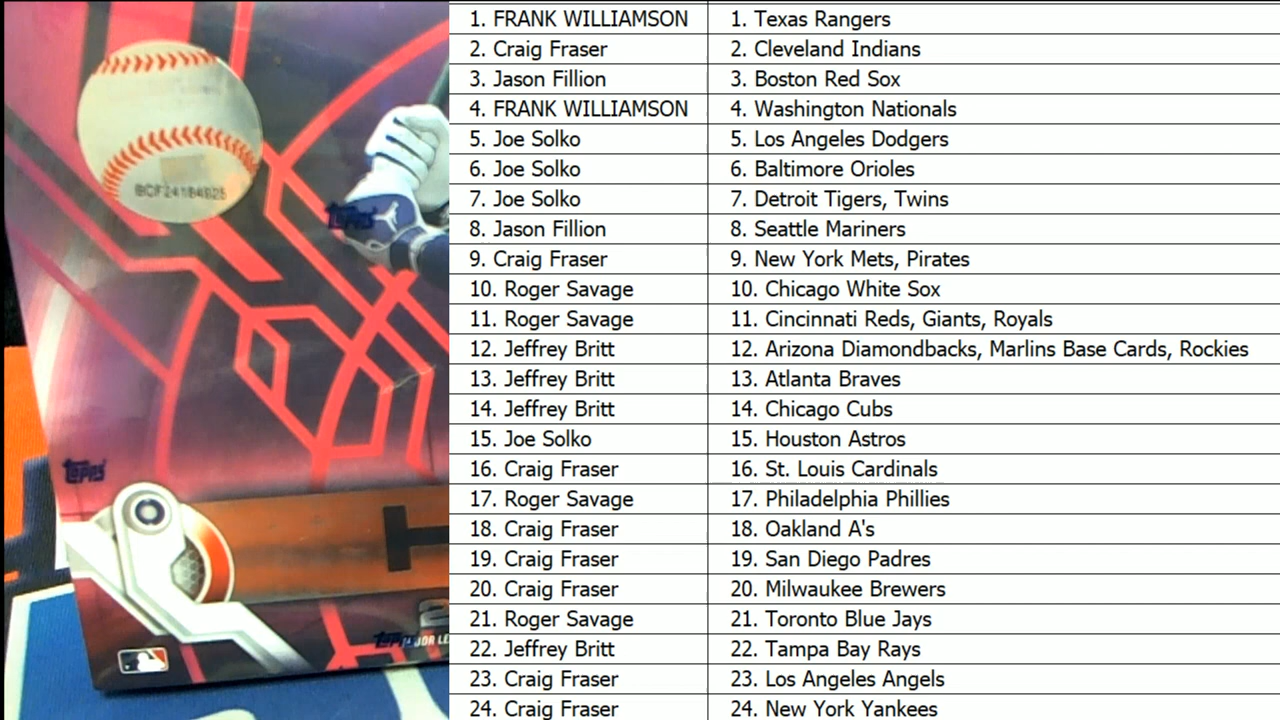 1. FRANK WILLIAMSON 1. Texas Rangers
2. Craig Fraser 2. Cleveland Indians
3. Jason Fillion 3. Boston Red Sox
4. FRANK WILLIAMSON 4. Washington Nationals
5. Joe Solko 5. Los Angeles Dodgers
6. Joe Solko 6. Baltimore Orioles
7. Joe Solko 7. Detroit Tigers, Twins
8. Jason Fillion 8. Seattle Mariners
9. Craig Fraser 9. New York Mets, Pirates
10. Roger Savage 10. Chicago White Sox
11. Roger Savage 11. Cincinnati Reds, Giants, Royals
12. Jeffrey Britt 12. Arizona Diamondbacks, Marlins Base Cards, Rockies
13. Jeffrey Britt 13. Atlanta Braves
14. Jeffrey Britt 14. Chicago Cubs
15. Joe Solko 15. Houston Astros
16. Craig Fraser 16. St. Louis Cardinals
17. Roger Savage 17. Philadelphia Phillies
18. Craig Fraser 18. Oakland A's
19. Craig Fraser 19. San Diego Padres
20. Craig Fraser 20. Milwaukee Brewers
21. Roger Savage 21. Toronto Blue Jays
22. Jeffrey Britt 22. Tampa Bay Rays
23. Craig Fraser 23. Los Angeles Angels
24. Craig Fraser 24. New York Yankees
BCF24184925
Topps
Topps
H
Topps